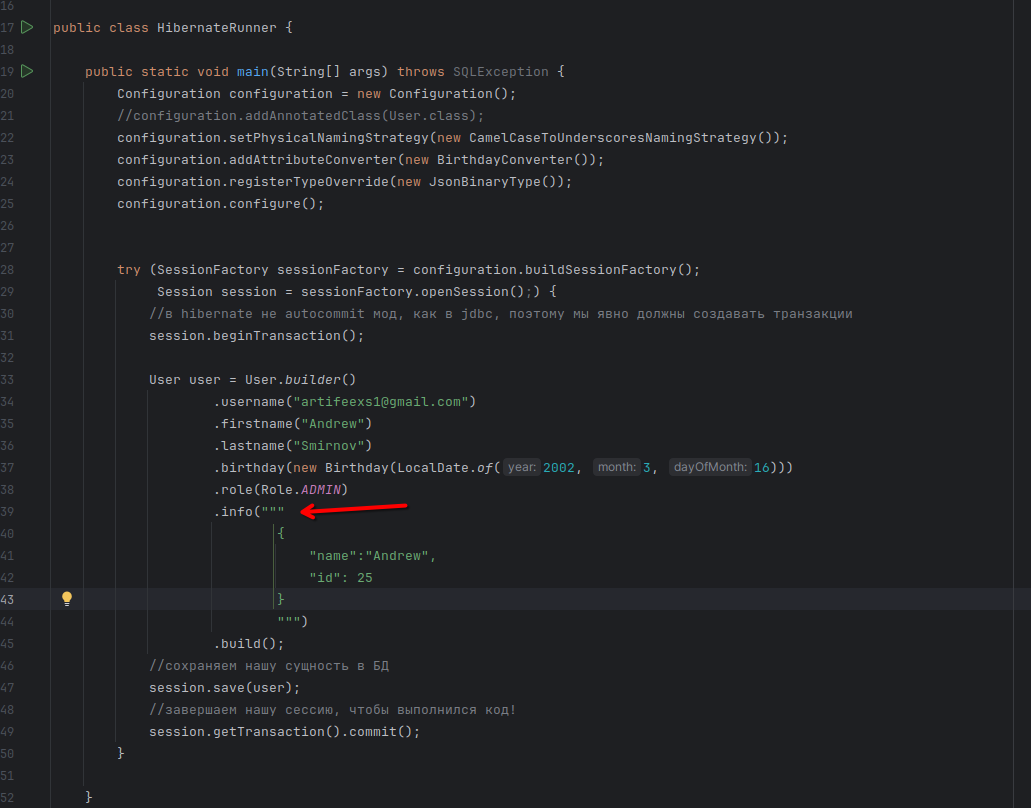 16
17 public class HibernateRunner {
18
19 public static void main(String[] args) throws SQLException {
20 Configuration configuration = new Configuration();
21 //configuration.addAnnotatedClass(User.class);
22 configuration.setPhysicalNamingStrategy(new CamelCaseToUnderscoresNamingStrategy());
23 configuration.addAttributeConverter(new BirthdayConverter());
24 configuration.registerTypeOverride(new JsonBinaryType());
25 configuration.configure();
26
27
28 try (SessionFactory sessionFactory = configuration.buildSessionFactory();
29 Session session = sessionFactory.openSession();) {
30 //в hibernate не autocommit мод, как в jdbc, поэтому мы явно должны создавать транзакции
31 session.beginTransaction();
32
33 User user = User.builder()
34 .username("artifeexs1@gmail.com")
35 .firstname("Andrew")
36 .lastname("Smirnov")
37 .birthday(new Birthday(LocalDate.of( year: 2002, month: 3, dayOfMonth: 16)))
38 .role(Role.ADMIN)
39 .info("""
40 {
41 "name":"Andrew",
42 "id": 25
43 }
44 """)
45 .build();
46 //сохраняем нашу сущность в БД
47 session.save(user);
48 //завершаем нашу сессию, чтобы выполнился код!
49 session.getTransaction().commit();
50 }
51
52 }